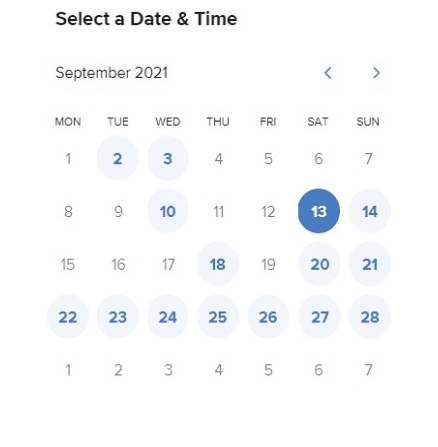 Select a Date & Time
September 2021
MON TUE WED THU FRI SAT SUN
1 2 3 4 5 6 7
8 9 10 11 12 13 14
15 16 17 18 19 20 21
22 23 24 25 26 27 28
1 2 3 4 5 6 7